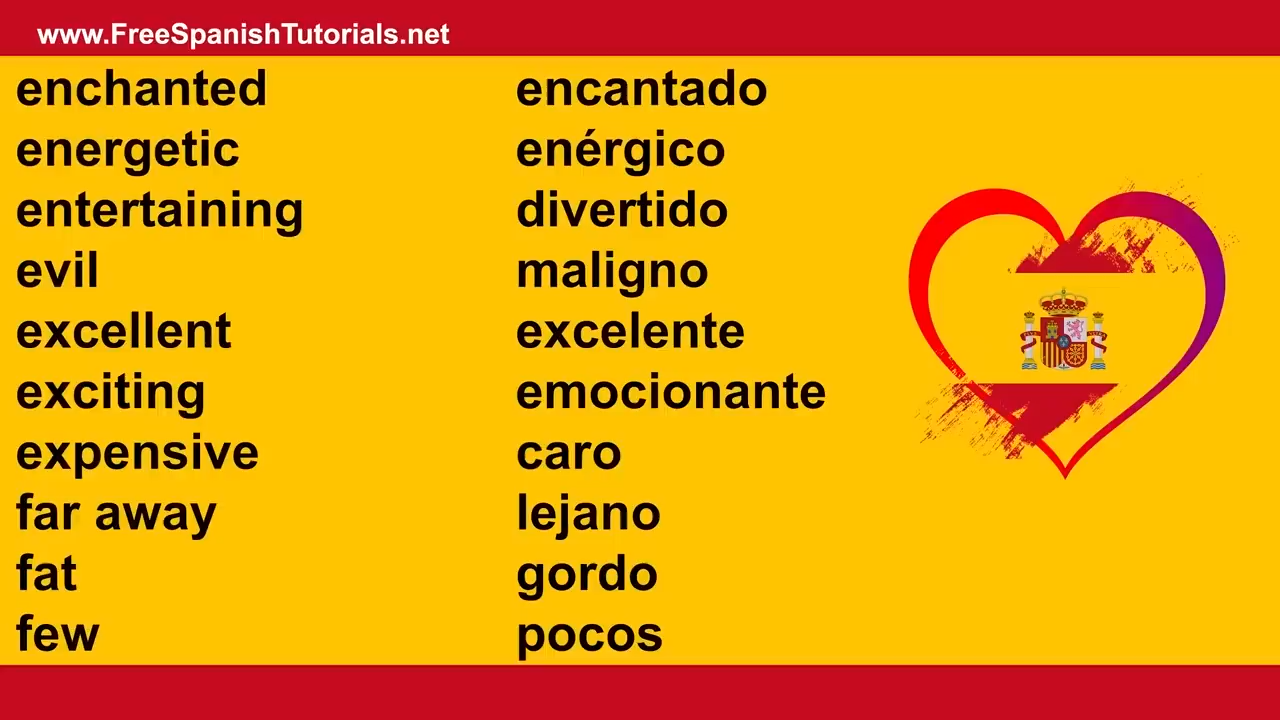 www.FreeSpanishTutorials.net
enchanted encantado
energetic enérgico
entertaining divertido
evil maligno
excellent excelente
exciting emocionante
expensive caro
far away lejano
fat gordo
few pocos